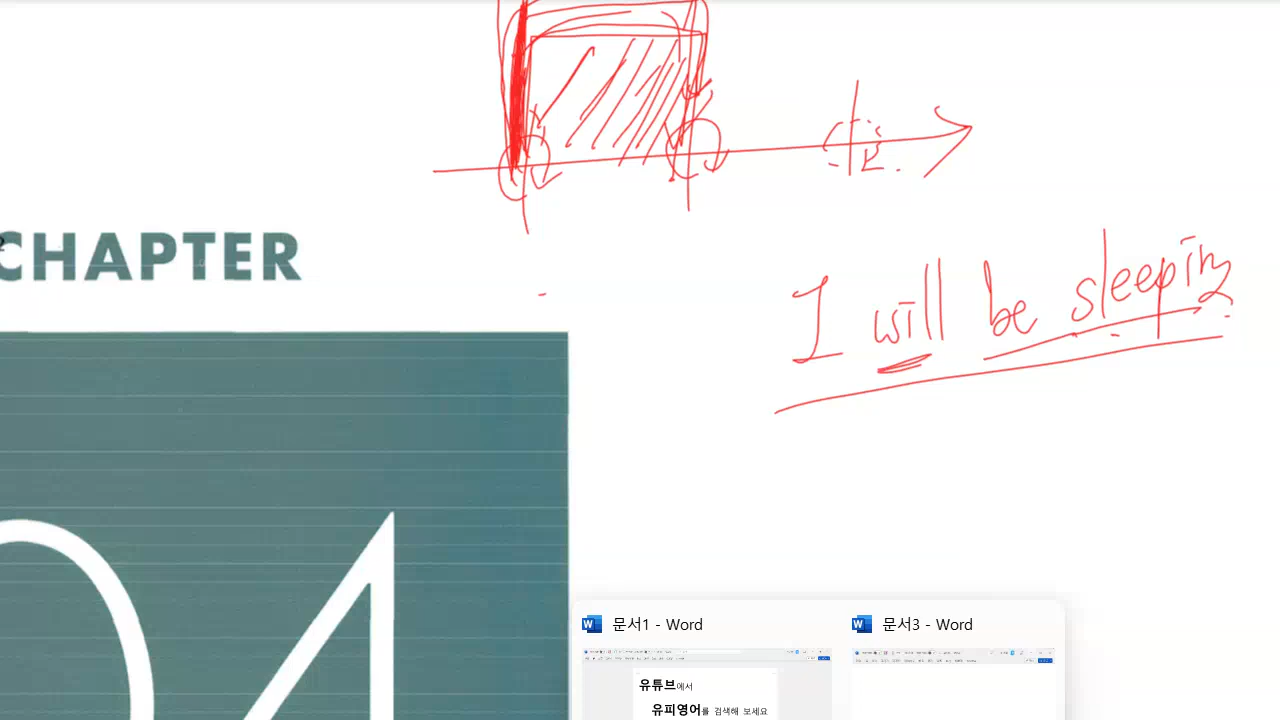 CHAPTER
I will be sleeping
04
문서1 - Word
문서3 - Word
유튜브에서
유피영어를 검색해 보세요